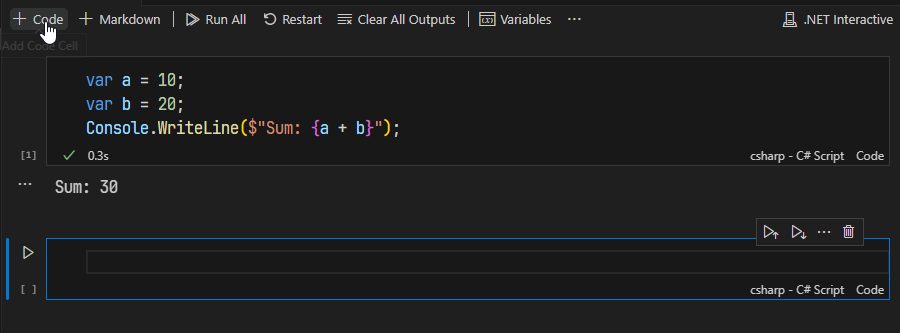 Code Markdown Run All Restart Clear All Outputs Variables ... .NET Interactive
Add Code Cell
var a = 10;
var b = 20;
Console.WriteLine($"Sum: {a + b}");
[1] 0.3s csharp - C# Script Code
... Sum: 30
...
[ ] csharp - C# Script Code